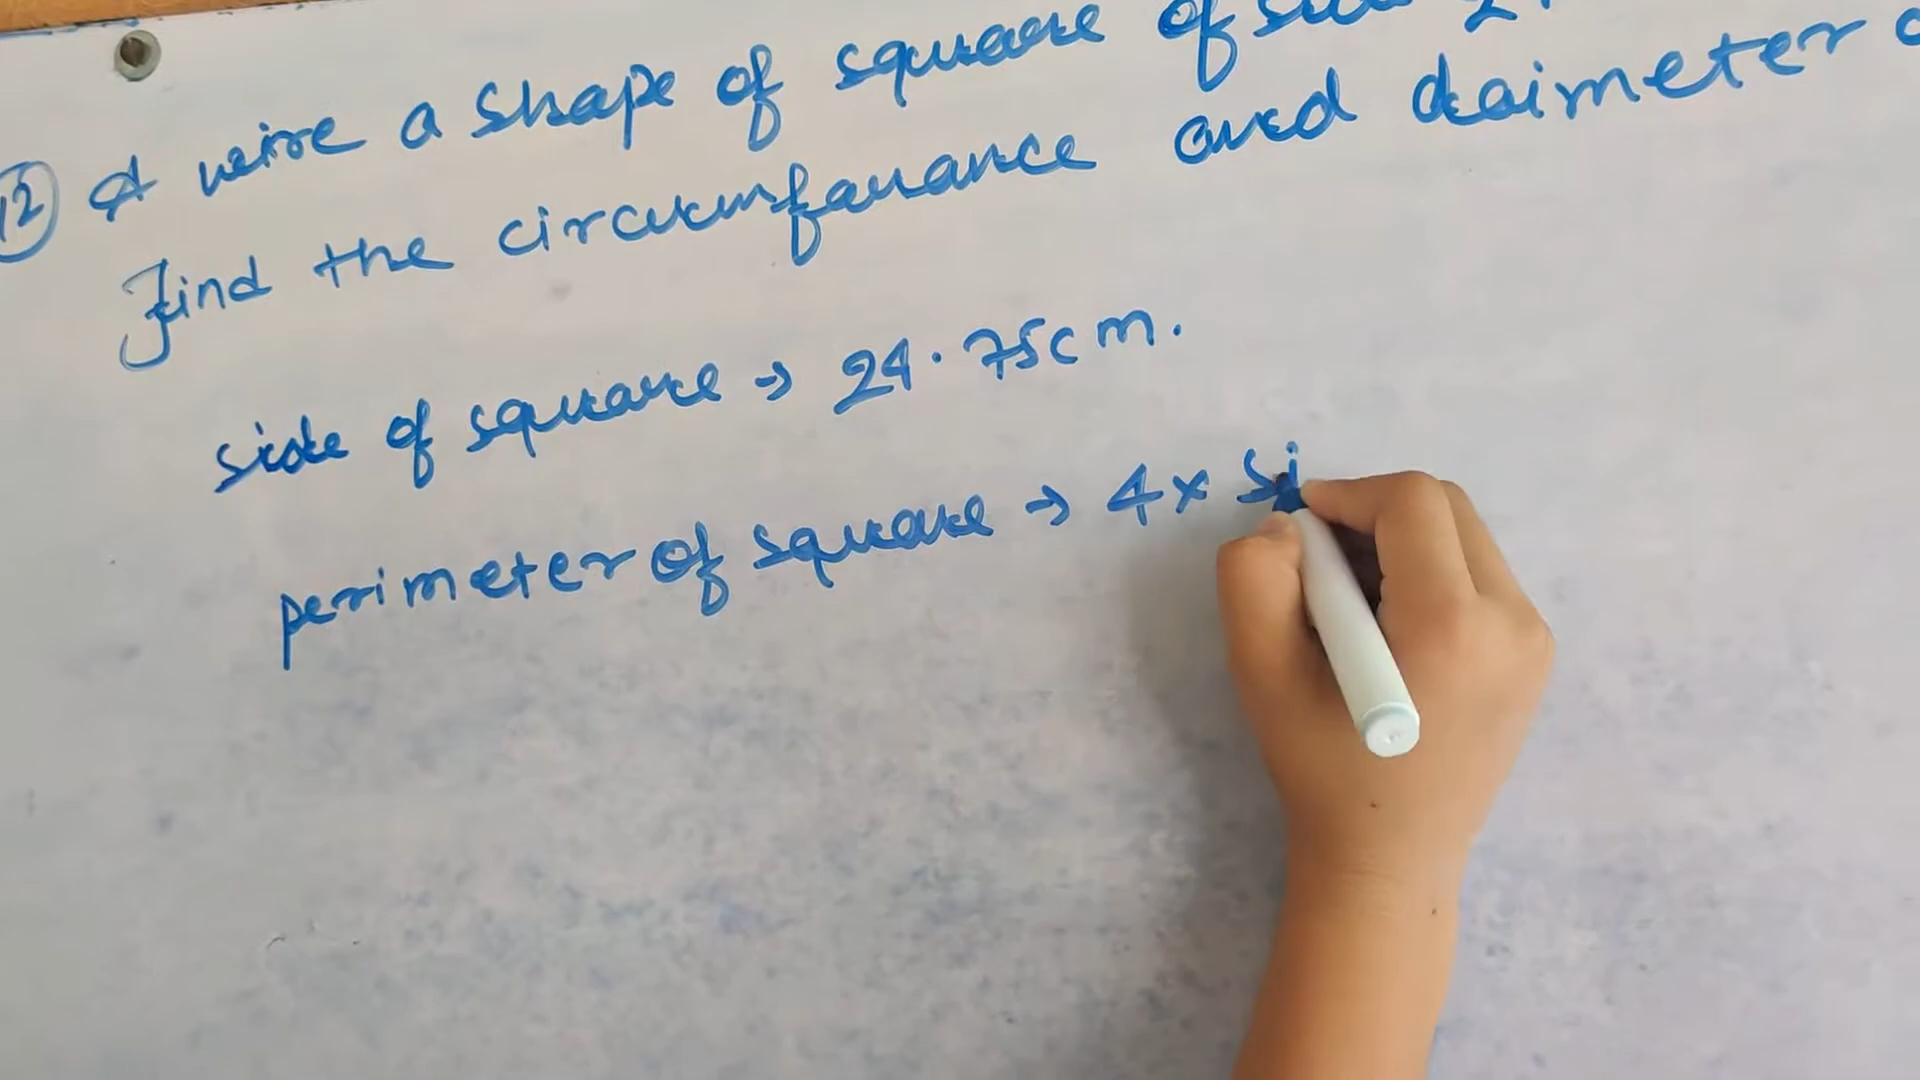 12 A wire a shape of square of
Find the circumfarance and daimeter
side of square → 24.75cm.
perimeter of square → 4x si